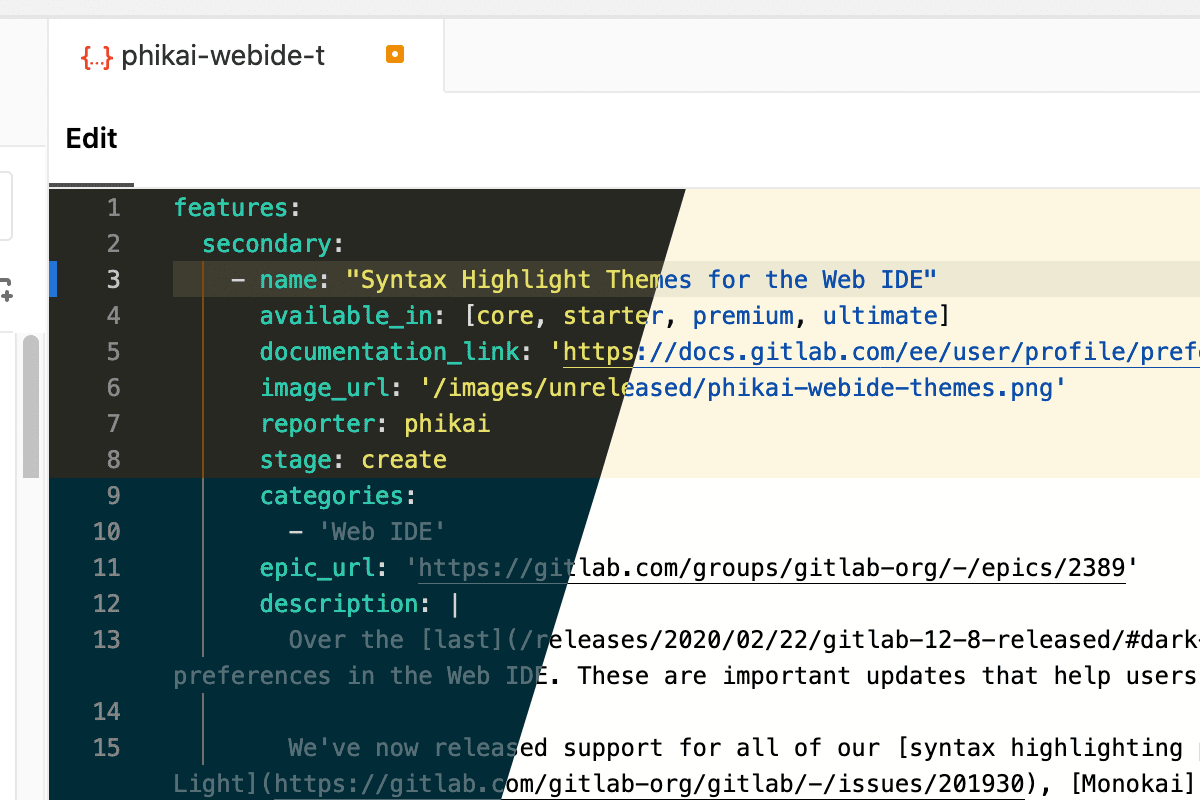 {...} phikai-webide-t
Edit
1 features:
2 secondary:
3 - name: "Syntax Highlight Themes for the Web IDE"
4 available_in: [core, starter, premium, ultimate]
5 documentation_link: 'https://docs.gitlab.com/ee/user/profile/pref
6 image_url: '/images/unreleased/phikai-webide-themes.png'
7 reporter: phikai
8 stage: create
9 categories:
10 - 'Web IDE'
11 epic_url: 'https://gitlab.com/groups/gitlab-org/-/epics/2389'
12 description: |
13 Over the [last](/releases/2020/02/22/gitlab-12-8-released/#dark-
preferences in the Web IDE. These are important updates that help users
14
15 We've now released support for all of our [syntax highlighting
Light](https://gitlab.com/gitlab-org/gitlab/-/issues/201930), [Monokai]